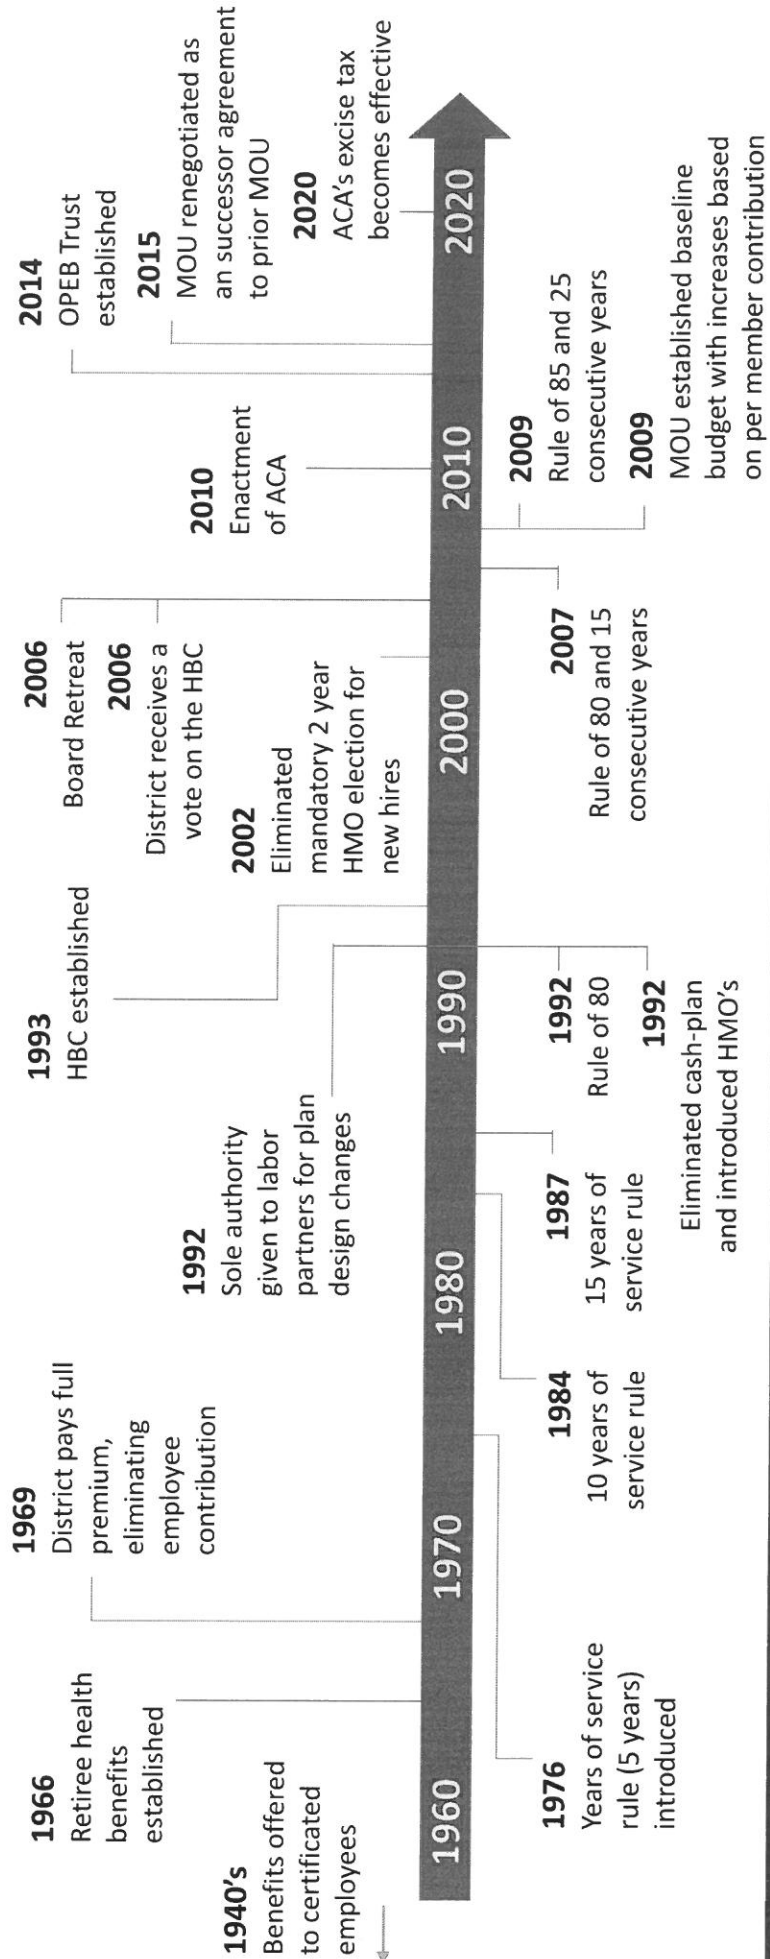 1940's
Benefits offered
to certificated
employees
1966
Retiree health
benefits
established
1969
District pays full
premium,
eliminating
employee
contribution
1992
Sole authority
given to labor
partners for plan
design changes
1993
HBC established
2002
Eliminated
mandatory 2 year
HMO election for
new hires
2006
Board Retreat
2006
District receives a
vote on the HBC
2010
Enactment
of ACA
2014
OPEB Trust
established
2015
MOU renegotiated as
an successor agreement
to prior MOU
2020
ACA's excise tax
becomes effective
1960
1970
1980
1990
2000
2010
2020
1976
Years of service
rule (5 years)
introduced
1984
10 years of
service rule
1987
15 years of
service rule
1992
Rule of 80
1992
Eliminated cash-plan
and introduced HMO's
2007
Rule of 80 and 15
consecutive years
2009
Rule of 85 and 25
consecutive years
2009
MOU established baseline
budget with increases based
on per member contribution